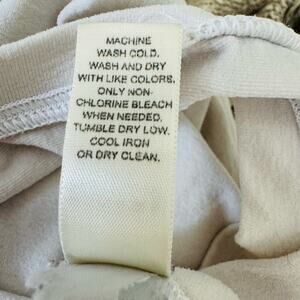 MACHINE
WASH COLD.
WASH AND DRY
WITH LIKE COLORS.
ONLY NON-
CHLORINE BLEACH
WHEN NEEDED.
TUMBLE DRY LOW.
COOL IRON
OR DRY CLEAN.